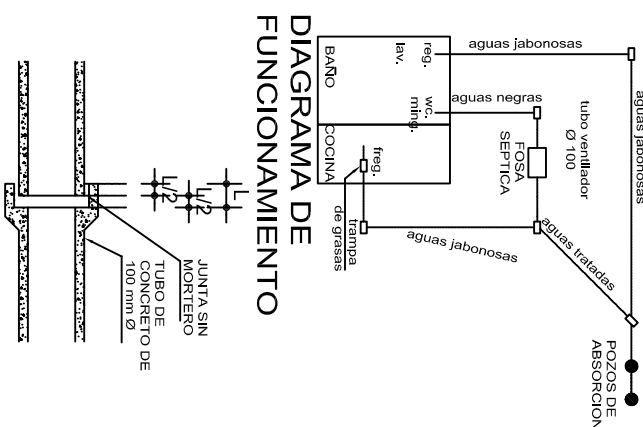 aguas jabonosas
aguas jabonosas
reg.
lav.
BAÑO
wc.
ming.
aguas negras
tubo ventilador
Ø 100
FOSA
SEPTICA
COCINA
freg.
trampa
de grasas
aguas jabonosas
aguas tratadas
POZOS DE
ABSORCION
DIAGRAMA DE
FUNCIONAMIENTO
L
L/2
L/2
JUNTA SIN
MORTERO
TUBO DE
CONCRETO DE
100 mm Ø